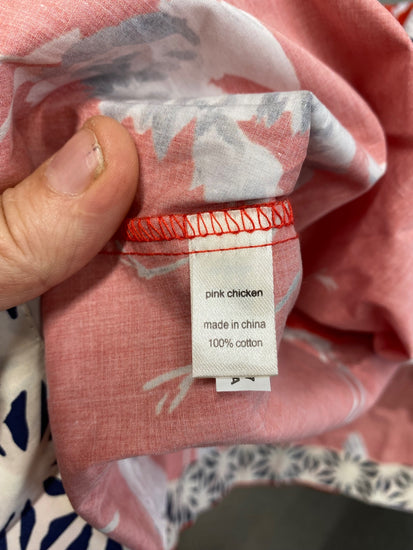 pink chicken
made in china
100% cotton